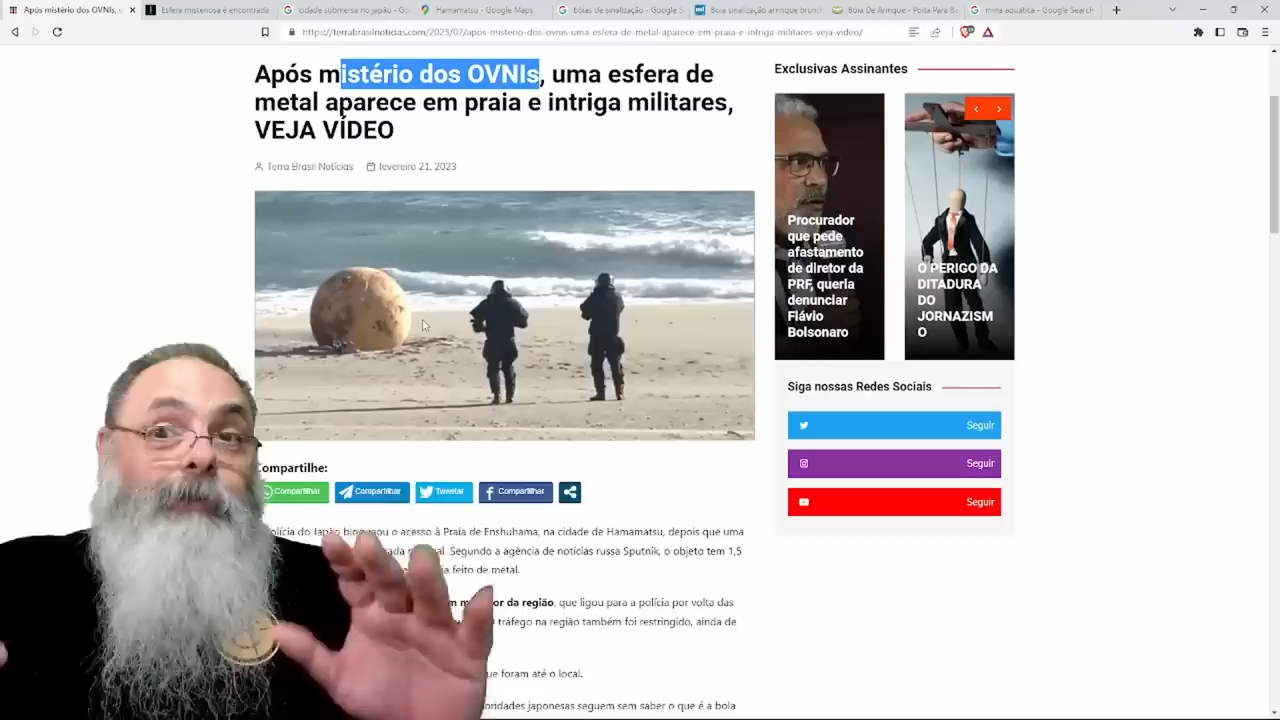 Após mistério dos OVNIs, u
Esfera misteriosa é encontrada
cidade submersa no japão - Go
Hamamatsu - Google Maps
bóias de sinalização - Google S
Boia sinalização arinque brand
Bóia De Arinque - Poita Para Bo
mina aquatica - Google Search
https://terrabrasilnoticias.com/2023/02/apos-misterio-dos-ovnis-uma-esfera-de-metal-aparece-em-praia-e-intriga-militares-veja-video/
Após mistério dos OVNIs, uma esfera de
metal aparece em praia e intriga militares,
VEJA VÍDEO
Terra Brasil Notícias
fevereiro 21, 2023
Compartilhe:
Compartilhar
Compartilhar
Tweetar
Compartilhar
olícia do Japão bloqueou o acesso à Praia de Enshuhama, na cidade de Hamamatsu, depois que uma
Segundo a agência de notícias russa Sputnik, o objeto tem 1,5
feito de metal.
da região, que ligou para a polícia por volta das
tráfego na região também foi restringido, ainda de
ue foram até o local.
oridades japonesas seguem sem saber o que é a bola
Exclusivas Assinantes
Procurador
que pede
afastamento
de diretor da
PRF, queria
denunciar
Flávio
Bolsonaro
O PERIGO DA
DITADURA
DO
JORNAZISM
O
Siga nossas Redes Sociais
Seguir
Seguir
Seguir